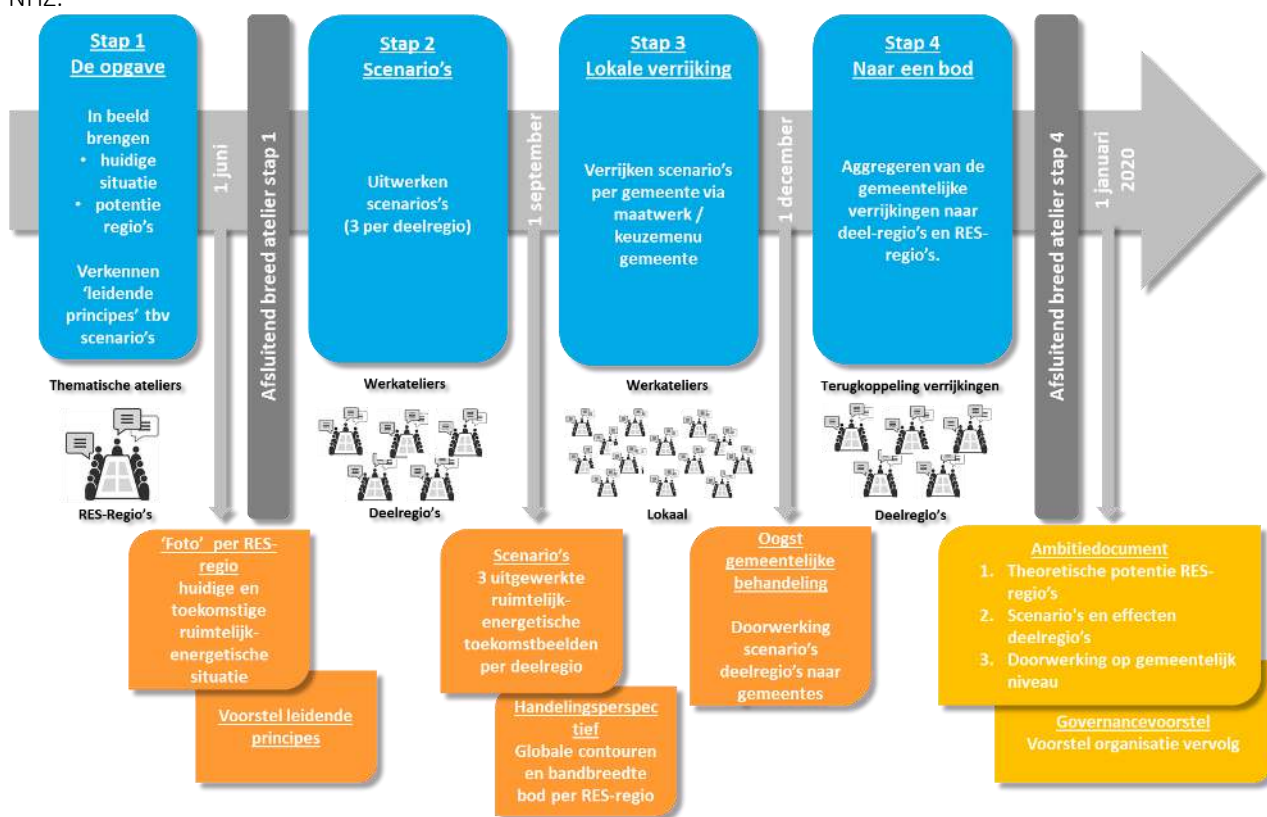 NHZ.
Stap 1
De opgave
In beeld
brengen
• huidige
situatie
• potentie
regio's
Verkennen
'leidende
principes' tbv
scenario's
1 juni
Afsluitend breed atelier stap 1
Stap 2
Scenario's
Uitwerken
scenarios's
(3 per deelregio)
1 september
Stap 3
Lokale verrijking
Verrijken scenario's
per gemeente via
maatwerk /
keuzemenu
gemeente
1 december
Stap 4
Naar een bod
Aggregeren van de
gemeentelijke
verrijkingen naar
deel-regio's en RES-
regio's.
Afsluitend breed atelier stap 4
1 januari
2020
Thematische ateliers
RES-Regio's
Werkateliers
Deelregio's
Werkateliers
Lokaal
Terugkoppeling verrijkingen
Deelregio's
'Foto' per RES-
regio
huidige en
toekomstige
ruimtelijk-
energetische
situatie
Voorstel leidende
principes
Scenario's
3 uitgewerkte
ruimtelijk-
energetische
toekomstbeelden
per deelregio
Handelingsperspec
tief
Globale contouren
en bandbreedte
bod per RES-regio
Oogst
gemeentelijke
behandeling
Doorwerking
scenario's
deelregio's naar
gemeentes
Ambitiedocument
1. Theoretische potentie RES-
regio's
2. Scenario's en effecten
deelregio's
3. Doorwerking op gemeentelijk
niveau
Governancevoorstel
Voorstel organisatie vervolg